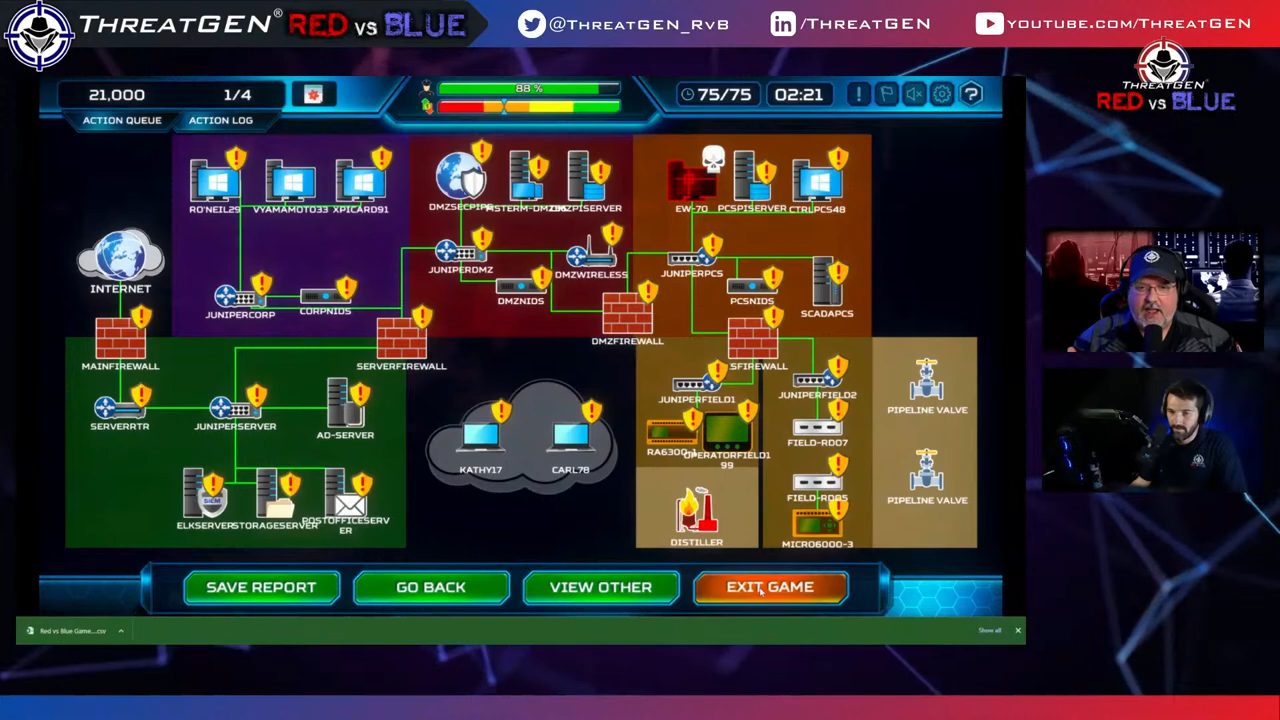 THREATGEN® RED VS BLUE
@THREATGEN_RVB
/THREATGEN
YOUTUBE.COM/THREATGEN
THREATGEN
RED VS BLUE
21,000
1/4
88 %
75/75
02:21
ACTION QUEUE
ACTION LOG
RO'NEIL29
VYAMAMOTO33
XPICARD91
DMZPISERVER
EW-70
PCSPISERVER
CTRLPCS48
INTERNET
JUNIPERCORP
CORPNIDS
JUNIPERDMZ
DMZWIRELESS
DMZNIDS
JUNIPERPCS
PCSNIDS
SCADAPCS
DMZFIREWALL
MAINFIREWALL
SERVERFIREWALL
SFIREWALL
SERVERRTR
JUNIPERSERVER
AD-SERVER
KATHY17
CARL78
JUNIPERFIELD1
JUNIPERFIELD2
FIELD-RD07
OPERATORFIELD1
99
PIPELINE VALVE
PIPELINE VALVE
ELKSERVER
STORAGESERVER
POSTOFFICESERV
ER
DISTILLER
MICRO6000-3
SAVE REPORT
GO BACK
VIEW OTHER
EXIT GAME
Red vs Blue Game....csv
Show all